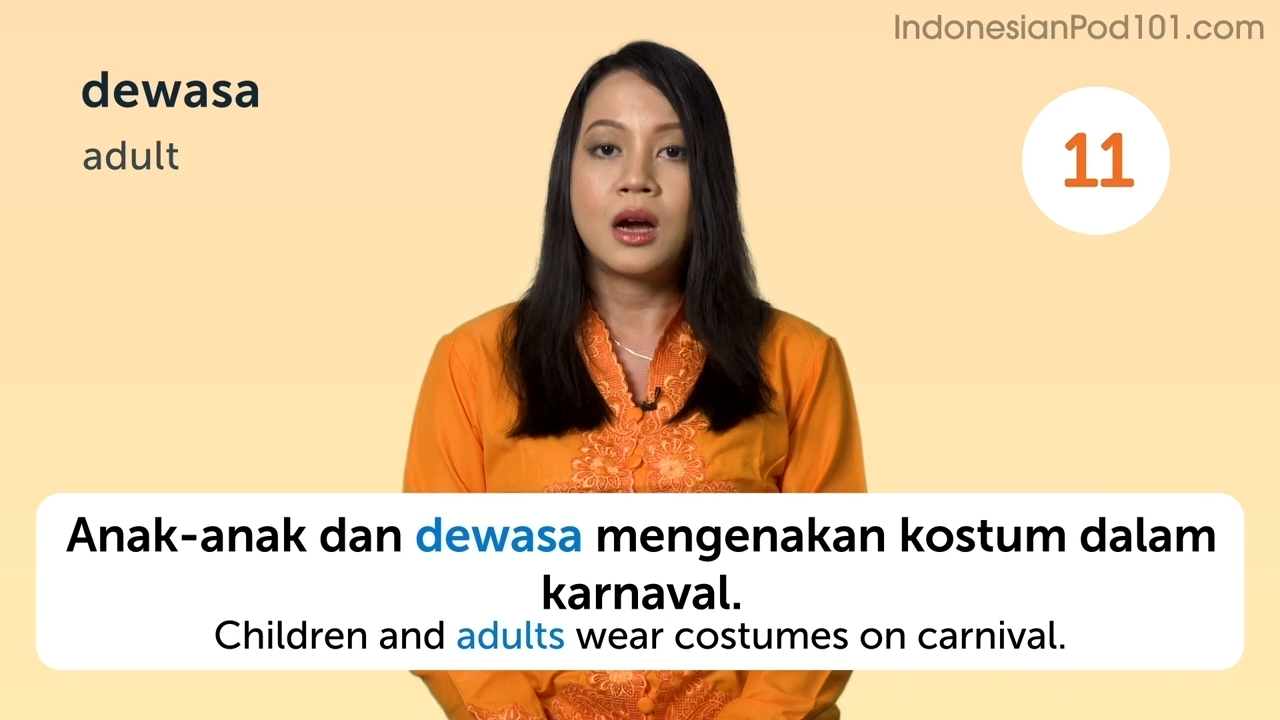 IndonesianPod101.com
dewasa
adult
11
Anak-anak dan dewasa mengenakan kostum dalam
karnaval.
Children and adults wear costumes on carnival.